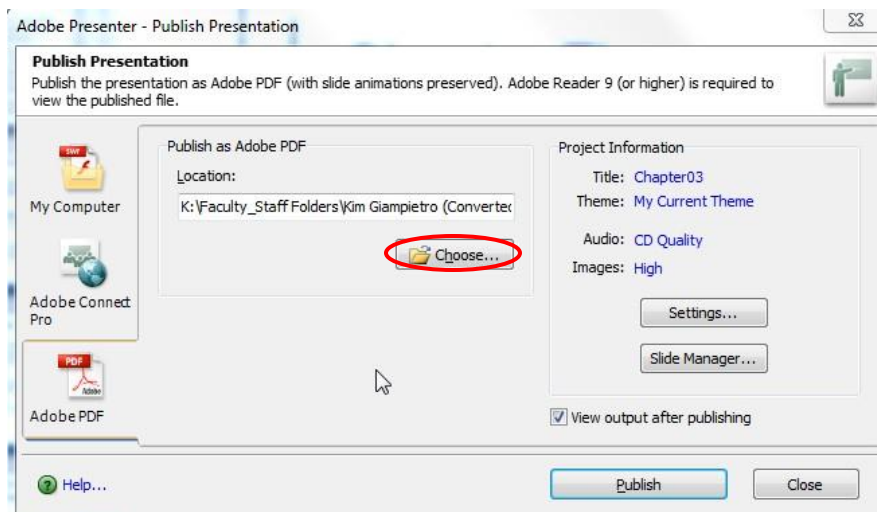 Adobe Presenter - Publish Presentation
Publish Presentation
Publish the presentation as Adobe PDF (with slide animations preserved). Adobe Reader 9 (or higher) is required to
view the published file.
SWF
My Computer
Adobe Connect
Pro
PDF
Adobe
Adobe PDF
Publish as Adobe PDF
Location:
K:\Faculty_Staff Folders\Kim Giampietro (Converted
Choose...
Project Information
Title: Chapter03
Theme: My Current Theme
Audio: CD Quality
Images: High
Settings...
Slide Manager...
View output after publishing
Help...
Publish
Close